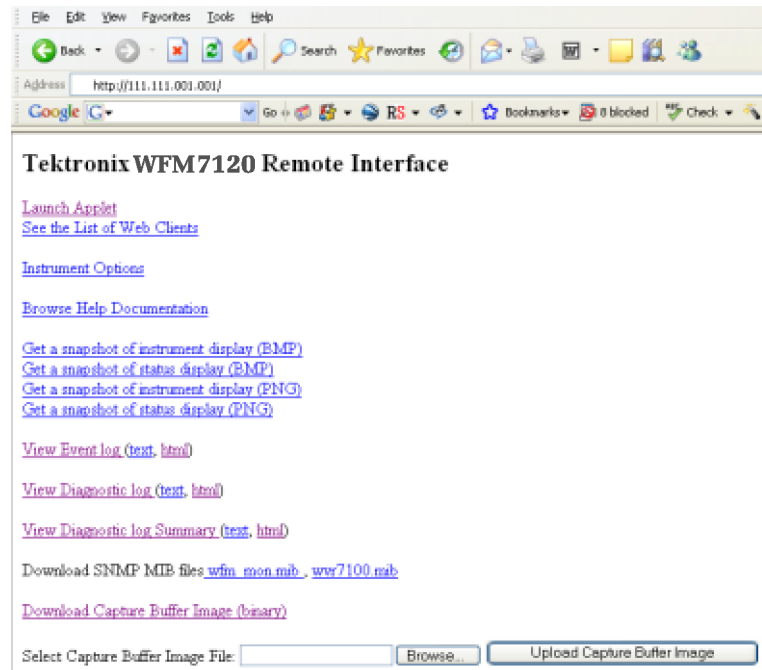 File Edit View Favorites Tools Help
Back Search Favorites
Address http://111.111.001.001/
Google G Go RS Bookmarks 8 blocked Check
Tektronix WFM7120 Remote Interface
Launch Applet
See the List of Web Clients
Instrument Options
Browse Help Documentation
Get a snapshot of instrument display (BMP)
Get a snapshot of status display (BMP)
Get a snapshot of instrument display (PNG)
Get a snapshot of status display (PNG)
View Event log (text, html)
View Diagnostic log (text, html)
View Diagnostic log Summary (text, html)
Download SNMP MIB files wfm_mon.mib , wvr7100.mib
Download Capture Buffer Image (binary)
Select Capture Buffer Image File: Browse... Upload Capture Buffer Image